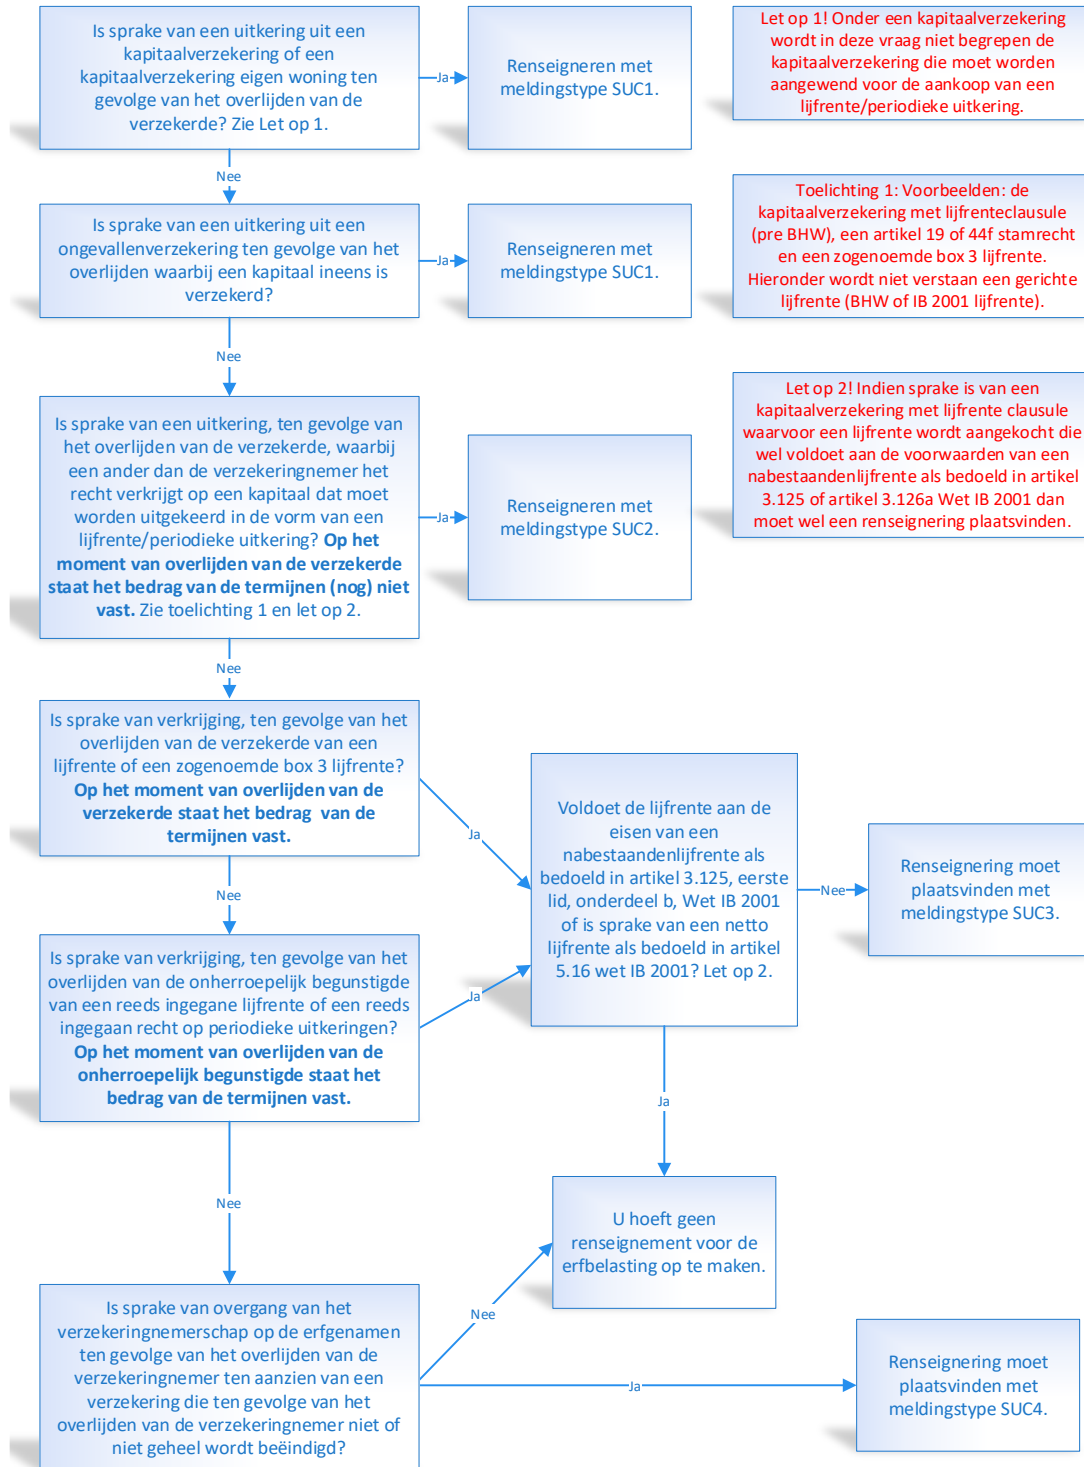 Is sprake van een uitkering uit een
kapitaalverzekering of een
kapitaalverzekering eigen woning ten
gevolge van het overlijden van de
verzekerde? Zie Let op 1.
Ja
Renseigneren met
meldingstype SUC1.
Let op 1! Onder een kapitaalverzekering
wordt in deze vraag niet begrepen de
kapitaalverzekering die moet worden
aangewend voor de aankoop van een
lijfrente/periodieke uitkering.
Nee
Is sprake van een uitkering uit een
ongevallenverzekering ten gevolge van het
overlijden waarbij een kapitaal ineens is
verzekerd?
Ja
Renseigneren met
meldingstype SUC1.
Toelichting 1: Voorbeelden: de
kapitaalverzekering met lijfrenteclausule
(pre BHW), een artikel 19 of 44f stamrecht
en een zogenoemde box 3 lijfrente.
Hieronder wordt niet verstaan een gerichte
lijfrente (BHW of IB 2001 lijfrente).
Nee
Is sprake van een uitkering, ten gevolge van
het overlijden van de verzekerde, waarbij
een ander dan de verzekeringnemer het
recht verkrijgt op een kapitaal dat moet
worden uitgekeerd in de vorm van een
lijfrente/periodieke uitkering? Op het
moment van overlijden van de verzekerde
staat het bedrag van de termijnen (nog) niet
vast. Zie toelichting 1 en let op 2.
Ja
Renseigneren met
meldingstype SUC2.
Let op 2! Indien sprake is van een
kapitaalverzekering met lijfrente clausule
waarvoor een lijfrente wordt aangekocht die
wel voldoet aan de voorwaarden van een
nabestaandenlijfrente als bedoeld in artikel
3.125 of artikel 3.126a Wet IB 2001 dan
moet wel een renseignering plaatsvinden.
Nee
Is sprake van verkrijging, ten gevolge van het
overlijden van de verzekerde van een
lijfrente of een zogenoemde box 3 lijfrente?
Op het moment van overlijden van de
verzekerde staat het bedrag van de
termijnen vast.
Ja
Voldoet de lijfrente aan de
eisen van een
nabestaandenlijfrente als
bedoeld in artikel 3.125, eerste
lid, onderdeel b, Wet IB 2001
of is sprake van een netto
lijfrente als bedoeld in artikel
5.16 wet IB 2001? Let op 2.
Nee
Renseignering moet
plaatsvinden met
meldingstype SUC3.
Nee
Is sprake van verkrijging, ten gevolge van het
overlijden van de onherroepelijk begunstigde
van een reeds ingegane lijfrente of een reeds
ingegaan recht op periodieke uitkeringen?
Op het moment van overlijden van de
onherroepelijk begunstigde staat het
bedrag van de termijnen vast.
Ja
Ja
Nee
U hoeft geen
renseignement voor de
erfbelasting op te maken.
Is sprake van overgang van het
verzekeringnemerschap op de erfgenamen
ten gevolge van het overlijden van de
verzekeringnemer ten aanzien van een
verzekering die ten gevolge van het
overlijden van de verzekeringnemer niet of
niet geheel wordt beëindigd?
Nee
Ja
Renseignering moet
plaatsvinden met
meldingstype SUC4.